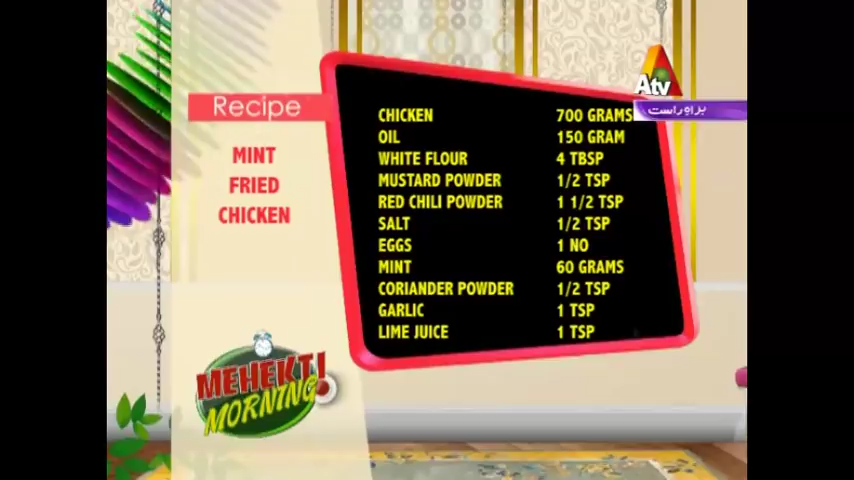 Atv
براہِ راست
Recipe
MINT
FRIED
CHICKEN
CHICKEN 700 GRAMS
OIL 150 GRAM
WHITE FLOUR 4 TBSP
MUSTARD POWDER 1/2 TSP
RED CHILI POWDER 1 1/2 TSP
SALT 1/2 TSP
EGGS 1 NO
MINT 60 GRAMS
CORIANDER POWDER 1/2 TSP
GARLIC 1 TSP
LIME JUICE 1 TSP
MEHEKTI
MORNING